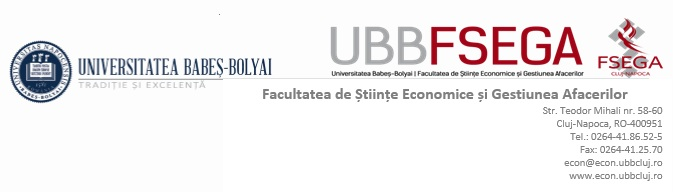 UNIVERSITATEA BABEȘ-BOLYAI
TRADIȚIE ȘI EXCELENȚĂ
UBBFSEGA
Universitatea Babeș-Bolyai | Facultatea de Științe Economice și Gestiunea Afacerilor
FSEGA
CLUJ-NAPOCA
Facultatea de Științe Economice și Gestiunea Afacerilor
Str. Teodor Mihali nr. 58-60
Cluj-Napoca, RO-400951
Tel.: 0264-41.86.52-5
Fax: 0264-41.25.70
econ@econ.ubbcluj.ro
www.econ.ubbcluj.ro